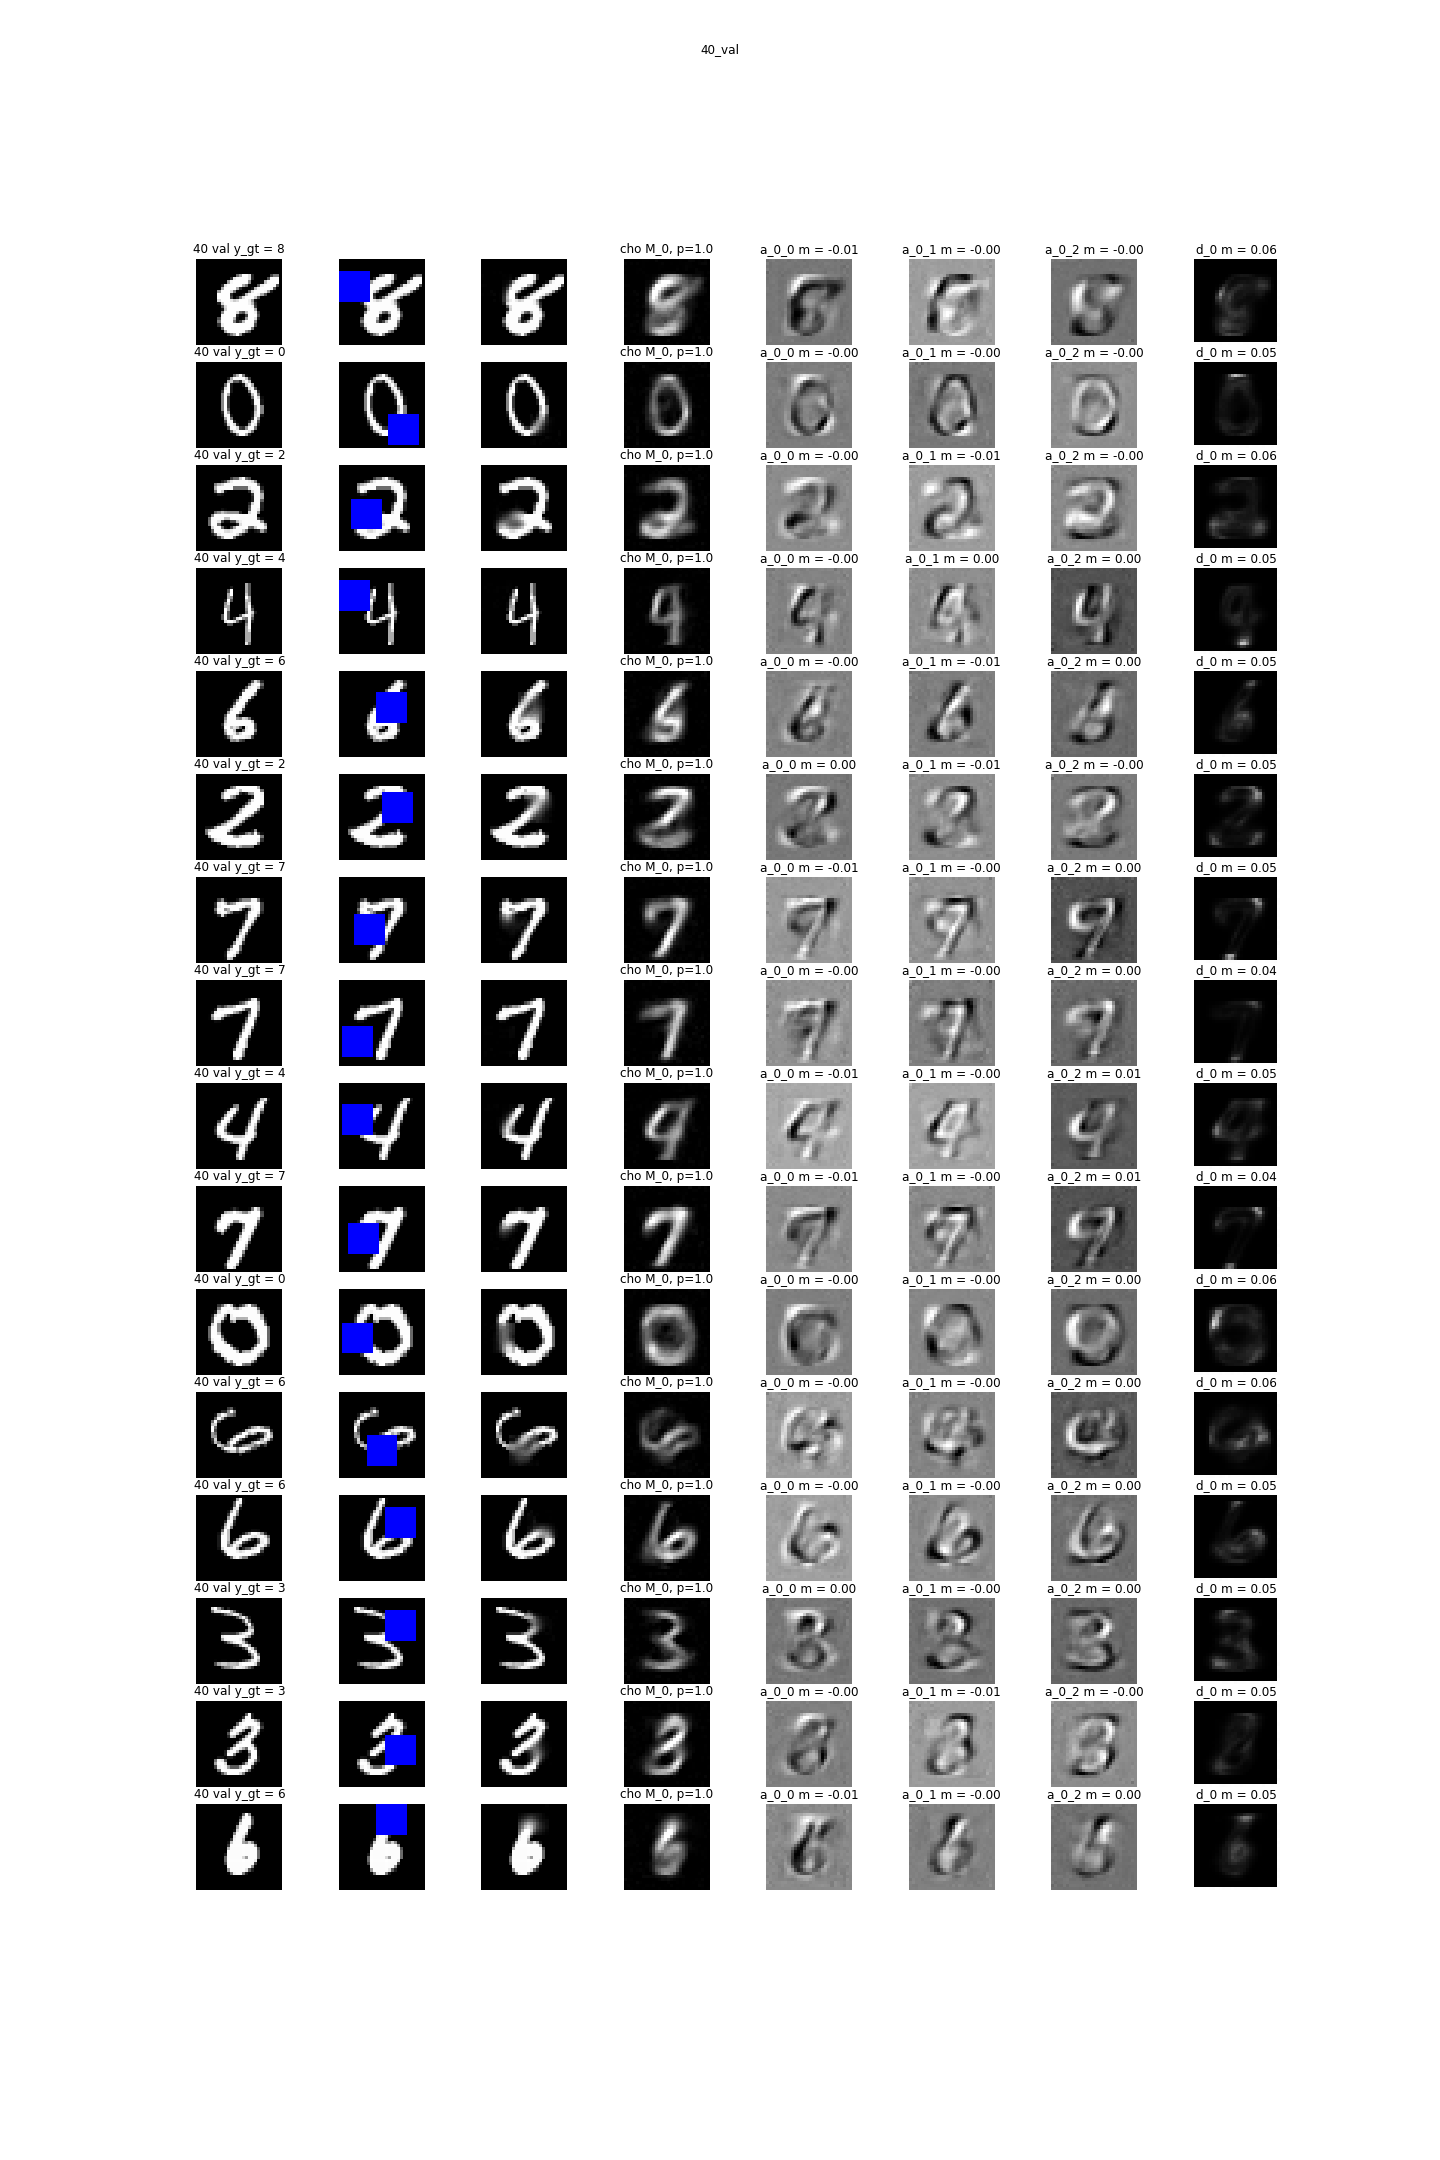 40_val
40 val y_gt = 8 cho M_0, p=1.0 a_0_0 m = -0.01 a_0_1 m = -0.00 a_0_2 m = -0.00 d_0 m = 0.06
40 val y_gt = 0 cho M_0, p=1.0 a_0_0 m = -0.00 a_0_1 m = -0.00 a_0_2 m = -0.00 d_0 m = 0.05
40 val y_gt = 2 cho M_0, p=1.0 a_0_0 m = -0.00 a_0_1 m = -0.01 a_0_2 m = -0.00 d_0 m = 0.06
40 val y_gt = 4 cho M_0, p=1.0 a_0_0 m = -0.00 a_0_1 m = 0.00 a_0_2 m = 0.00 d_0 m = 0.05
40 val y_gt = 6 cho M_0, p=1.0 a_0_0 m = -0.00 a_0_1 m = -0.01 a_0_2 m = 0.00 d_0 m = 0.05
40 val y_gt = 2 cho M_0, p=1.0 a_0_0 m = 0.00 a_0_1 m = -0.01 a_0_2 m = -0.00 d_0 m = 0.05
40 val y_gt = 7 cho M_0, p=1.0 a_0_0 m = -0.01 a_0_1 m = -0.00 a_0_2 m = 0.00 d_0 m = 0.05
40 val y_gt = 7 cho M_0, p=1.0 a_0_0 m = -0.00 a_0_1 m = -0.00 a_0_2 m = 0.00 d_0 m = 0.04
40 val y_gt = 4 cho M_0, p=1.0 a_0_0 m = -0.01 a_0_1 m = -0.00 a_0_2 m = 0.01 d_0 m = 0.05
40 val y_gt = 7 cho M_0, p=1.0 a_0_0 m = -0.01 a_0_1 m = -0.00 a_0_2 m = 0.01 d_0 m = 0.04
40 val y_gt = 0 cho M_0, p=1.0 a_0_0 m = -0.00 a_0_1 m = -0.00 a_0_2 m = 0.00 d_0 m = 0.06
40 val y_gt = 6 cho M_0, p=1.0 a_0_0 m = -0.00 a_0_1 m = -0.00 a_0_2 m = 0.00 d_0 m = 0.06
40 val y_gt = 6 cho M_0, p=1.0 a_0_0 m = -0.00 a_0_1 m = -0.00 a_0_2 m = 0.00 d_0 m = 0.05
40 val y_gt = 3 cho M_0, p=1.0 a_0_0 m = 0.00 a_0_1 m = -0.00 a_0_2 m = 0.00 d_0 m = 0.05
40 val y_gt = 3 cho M_0, p=1.0 a_0_0 m = -0.00 a_0_1 m = -0.01 a_0_2 m = -0.00 d_0 m = 0.05
40 val y_gt = 6 cho M_0, p=1.0 a_0_0 m = -0.01 a_0_1 m = -0.00 a_0_2 m = 0.00 d_0 m = 0.05